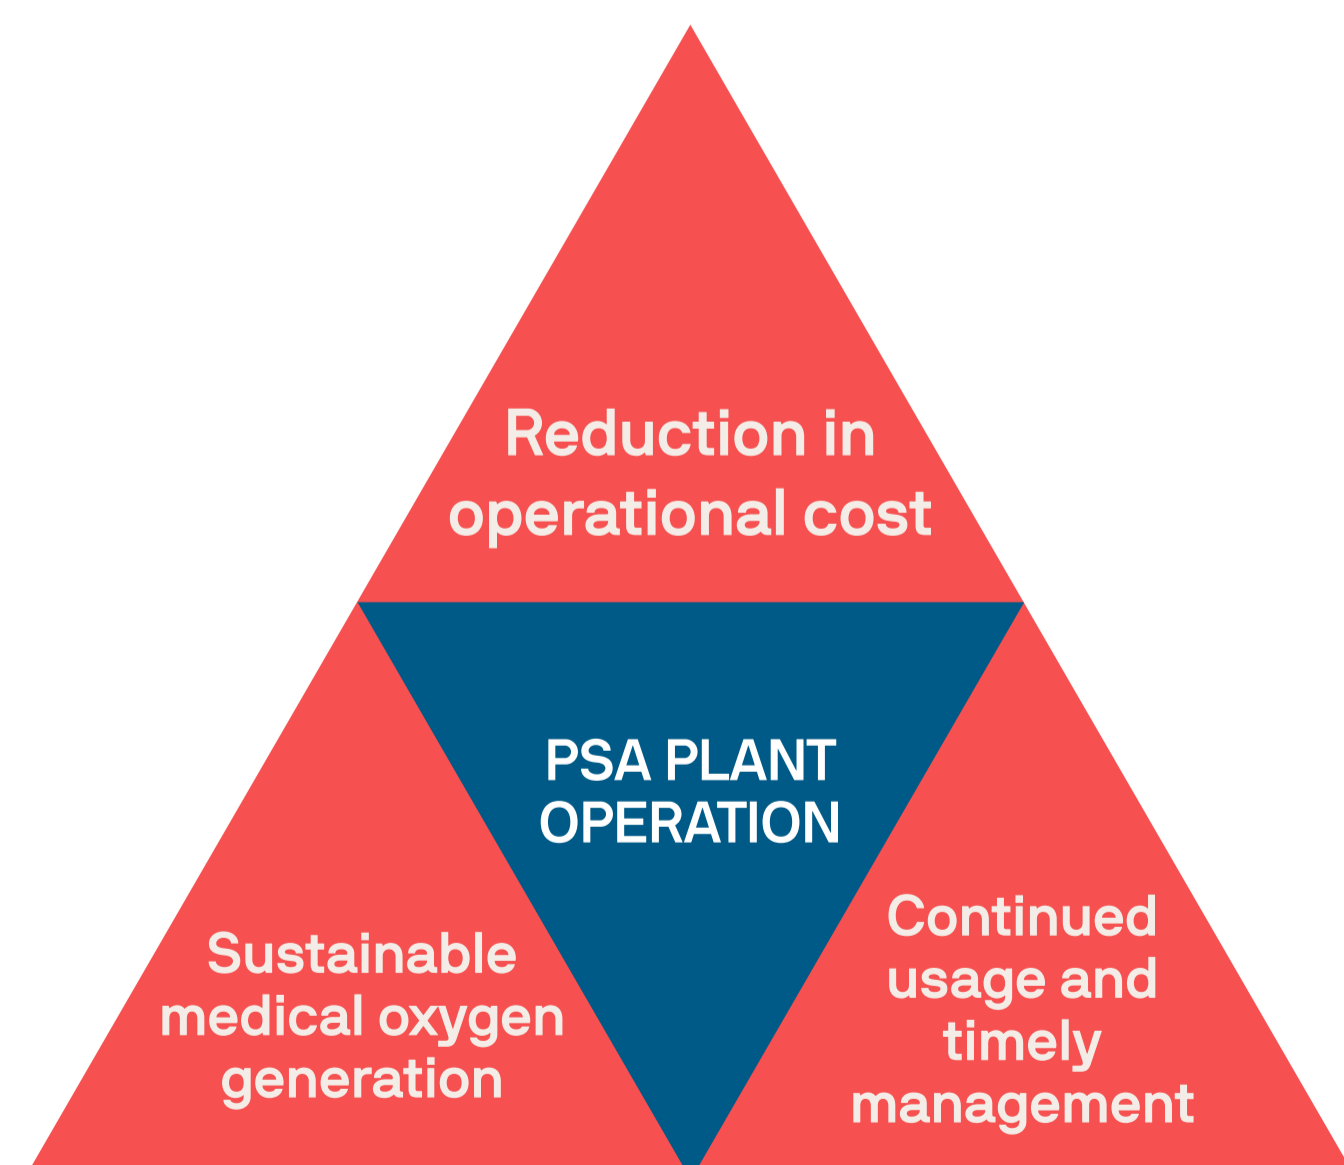 Reduction in
operational cost
PSA PLANT
OPERATION
Sustainable
medical oxygen
generation
Continued
usage and
timely
management